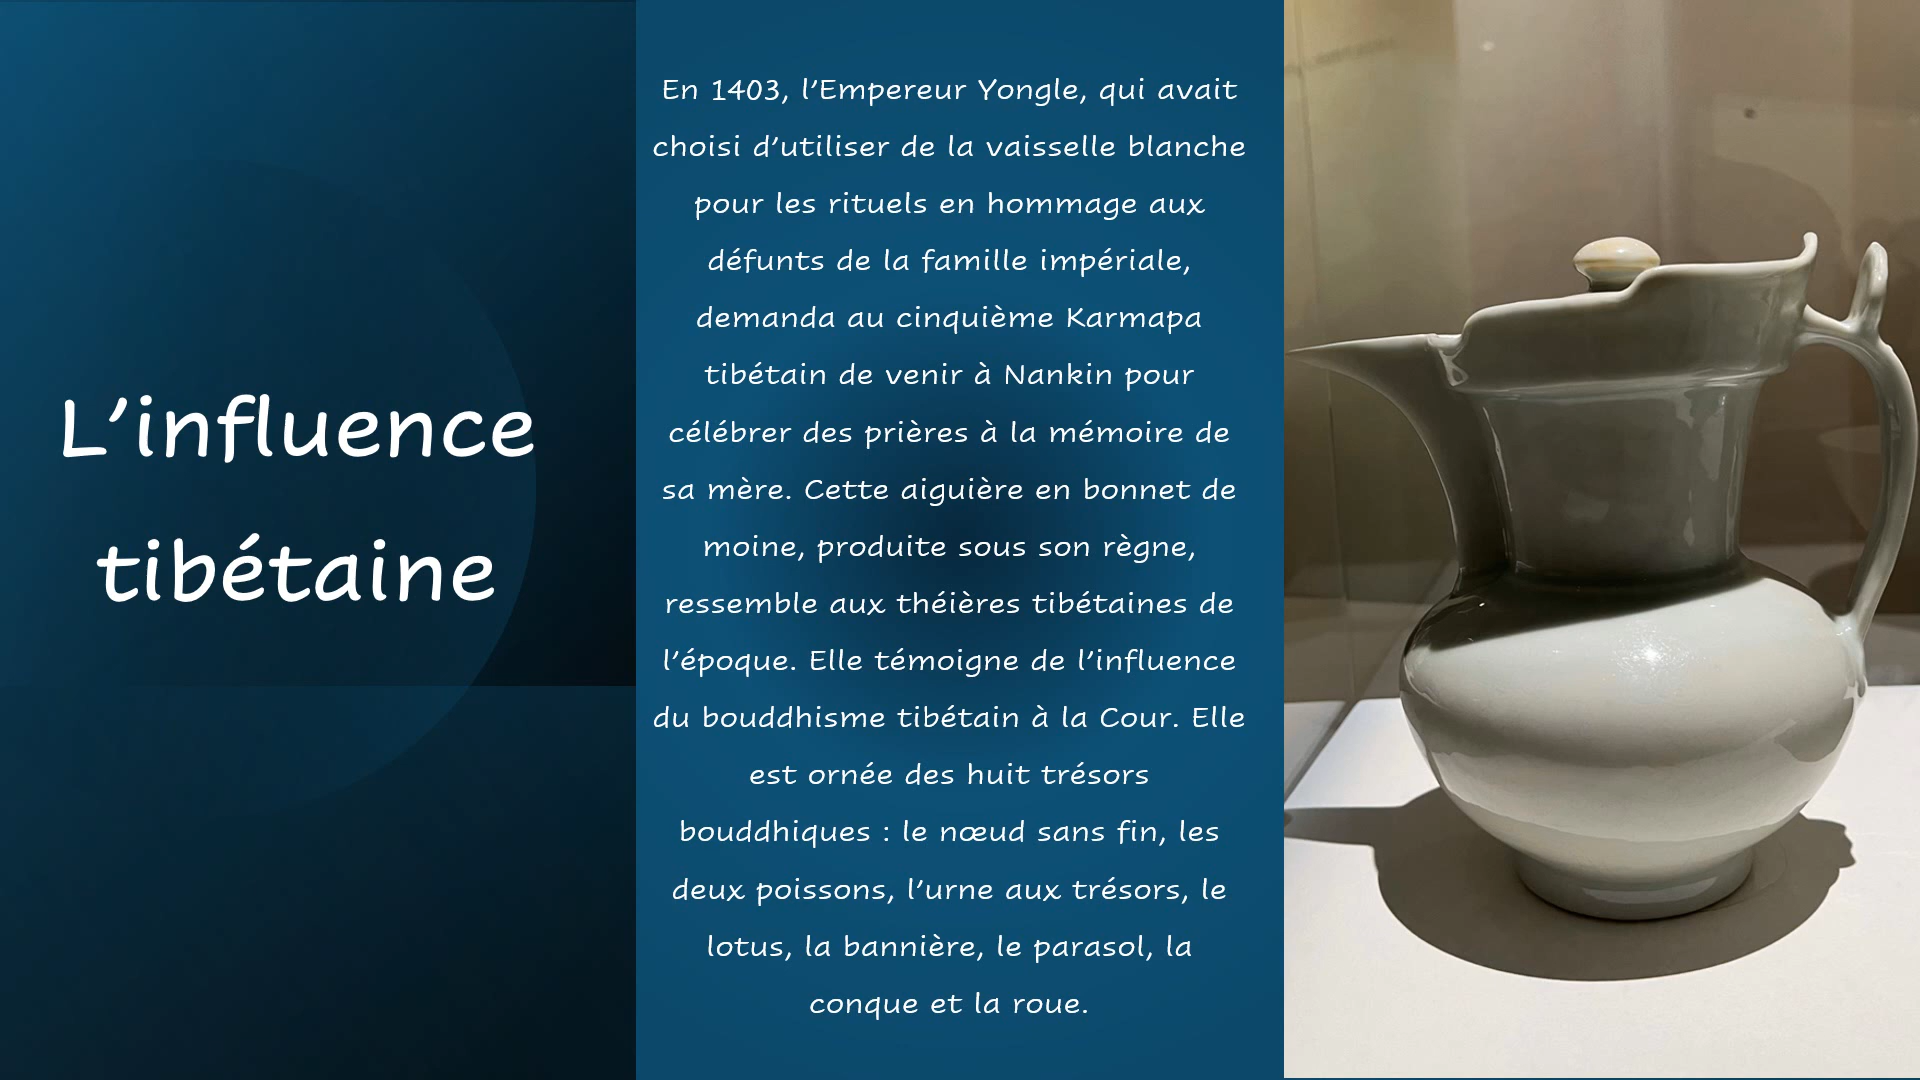 L’influence
tibétaine
En 1403, l’Empereur Yongle, qui avait
choisi d’utiliser de la vaisselle blanche
pour les rituels en hommage aux
défunts de la famille impériale,
demanda au cinquième Karmapa
tibétain de venir à Nankin pour
célébrer des prières à la mémoire de
sa mère. Cette aiguière en bonnet de
moine, produite sous son règne,
ressemble aux théières tibétaines de
l’époque. Elle témoigne de l’influence
du bouddhisme tibétain à la Cour. Elle
est ornée des huit trésors
bouddhiques : le nœud sans fin, les
deux poissons, l’urne aux trésors, le
lotus, la bannière, le parasol, la
conque et la roue.